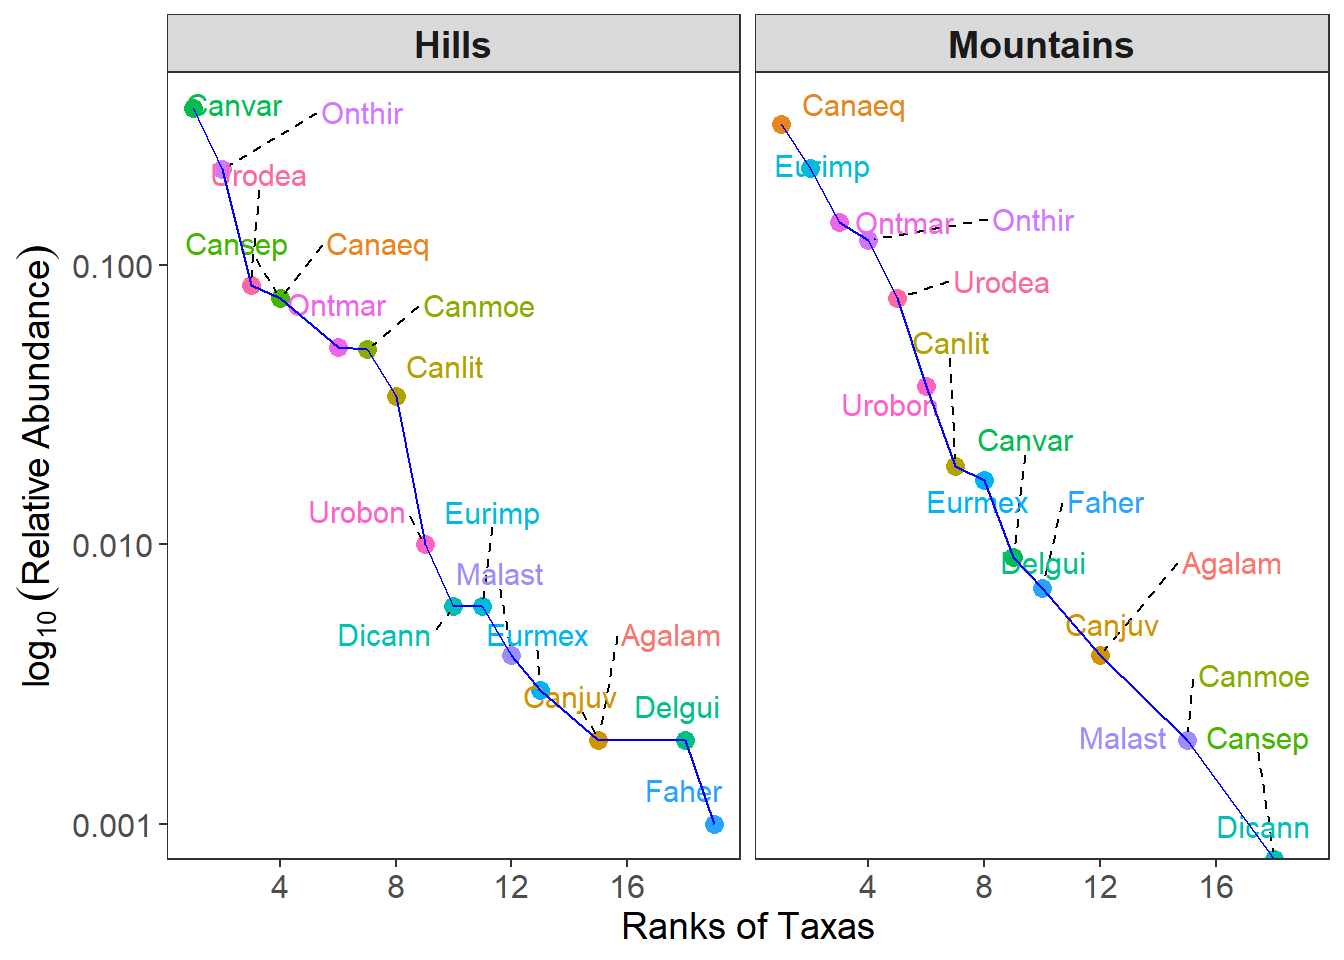 Hills
Mountains
Canvar
Onthir
Urodea
Cansep
Canaeq
Ontmar
Canmoe
Canlit
Urobon
Eurimp
Malast
Dicann
Eurmex
Agalam
Canjuv
Delgui
Faher
Canaeq
Eurimp
Ontmar
Onthir
Urodea
Canlit
Urobon
Canvar
Eurmex
Faher
Delgui
Agalam
Canjuv
Canmoe
Malast
Cansep
Dicann
0.100
0.010
0.001
4 8 12 16
4 8 12 16
Ranks of Taxas
log10 (Relative Abundance)